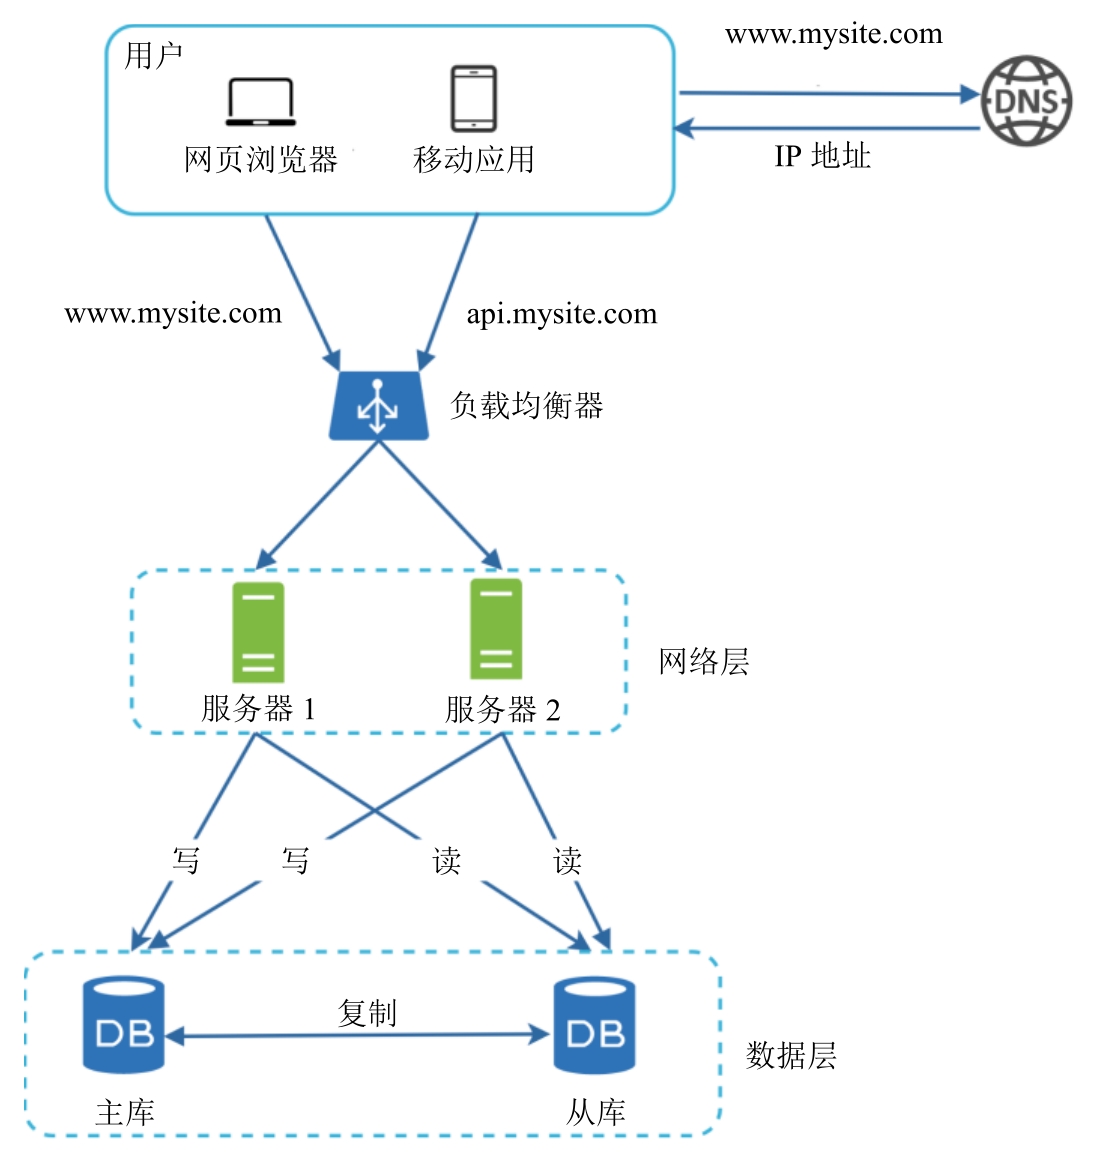 www.mysite.com
用户
DNS
网页浏览器
移动应用
IP 地址
www.mysite.com
api.mysite.com
负载均衡器
网络层
服务器 1
服务器 2
写
写
读
读
复制
DB
DB
数据层
主库
从库